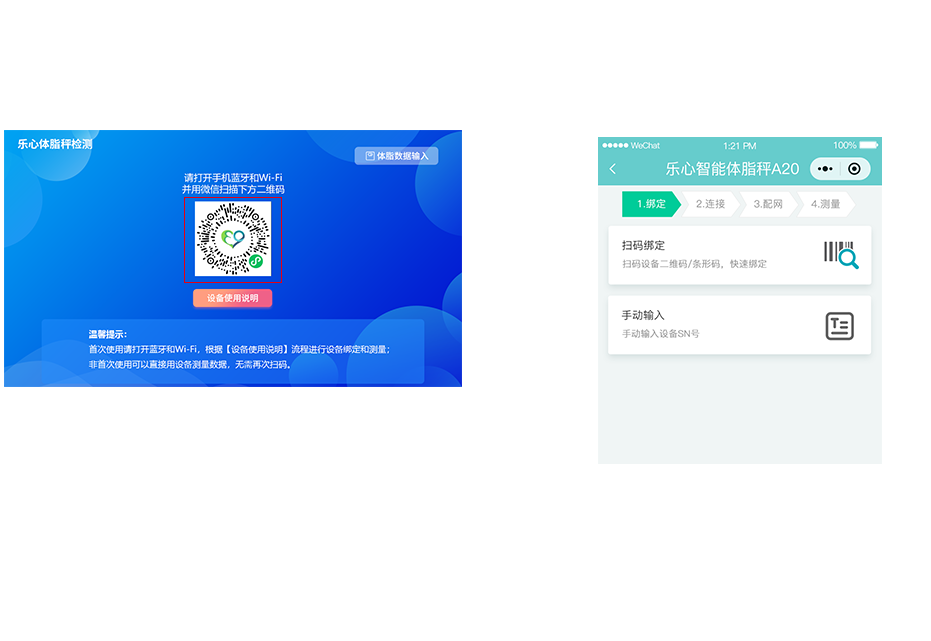 乐心体脂秤检测
体脂数据输入
请打开手机蓝牙和Wi-Fi
并用微信扫描下方二维码
设备使用说明
温馨提示：
首次使用请打开蓝牙和Wi-Fi，根据【设备使用说明】流程进行设备绑定和测量；
非首次使用可以直接用设备测量数据，无需再次扫码。
WeChat
1:21 PM
100%
乐心智能体脂秤A20
1.绑定
2.连接
3.配网
4.测量
扫码绑定
扫码设备二维码/条形码，快速绑定
手动输入
手动输入设备SN号